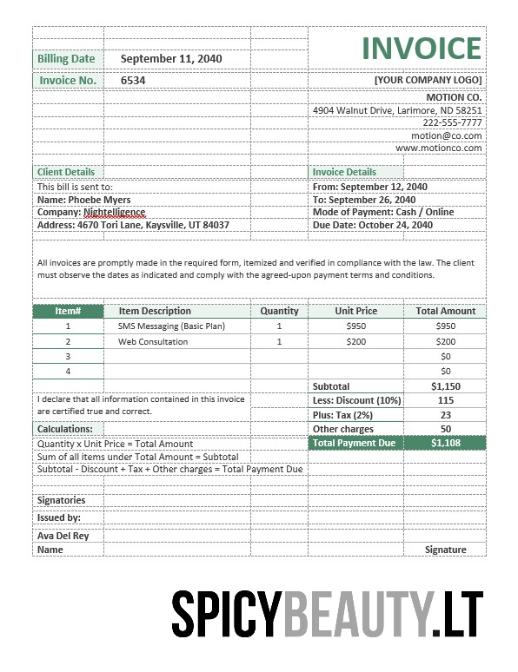 INVOICE
Billing Date September 11, 2040
Invoice No. 6534 [YOUR COMPANY LOGO]
MOTION CO.
4904 Walnut Drive, Larimore, ND 58251
222-555-7777
motion@co.com
www.motionco.com
Client Details Invoice Details
This bill is sent to: From: September 12, 2040
Name: Phoebe Myers To: September 26, 2040
Company: Nightelligence Mode of Payment: Cash / Online
Address: 4670 Tori Lane, Kaysville, UT 84037 Due Date: October 24, 2040
All invoices are promptly made in the required form, itemized and verified in compliance with the law. The client
must observe the dates as indicated and comply with the agreed-upon payment terms and conditions.
Item# Item Description Quantity Unit Price Total Amount
1 SMS Messaging (Basic Plan) 1 $950 $950
2 Web Consultation 1 $200 $200
3 $0
4 $0
Subtotal $1,150
I declare that all information contained in this invoice Less: Discount (10%) 115
are certified true and correct. Plus: Tax (2%) 23
Calculations: Other charges 50
Quantity x Unit Price = Total Amount Total Payment Due $1,108
Sum of all items under Total Amount = Subtotal
Subtotal - Discount + Tax + Other charges = Total Payment Due
Signatories
Issued by:
Ava Del Rey
Name Signature
SPICYBEAUTY.LT